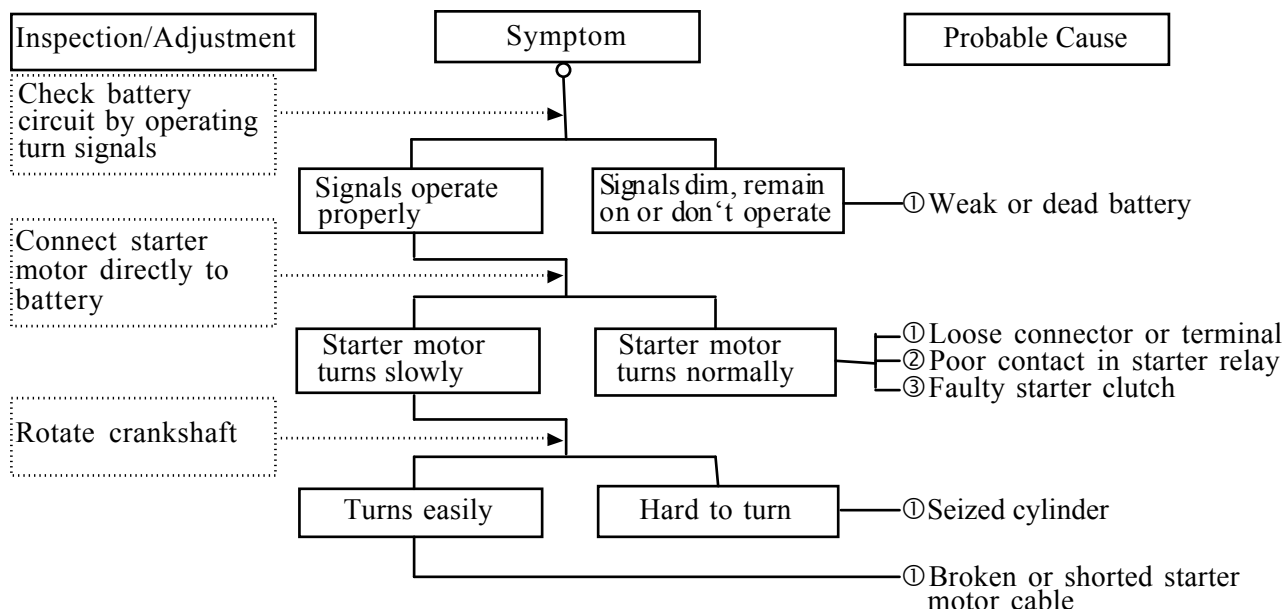 Inspection/Adjustment
Symptom
Probable Cause
Check battery
circuit by operating
turn signals
Signals operate
properly
Signals dim, remain
on or don‘t operate
①Weak or dead battery
Connect starter
motor directly to
battery
Starter motor
turns slowly
Starter motor
turns normally
①Loose connector or terminal
②Poor contact in starter relay
③Faulty starter clutch
Rotate crankshaft
Turns easily
Hard to turn
①Seized cylinder
①Broken or shorted starter
motor cable